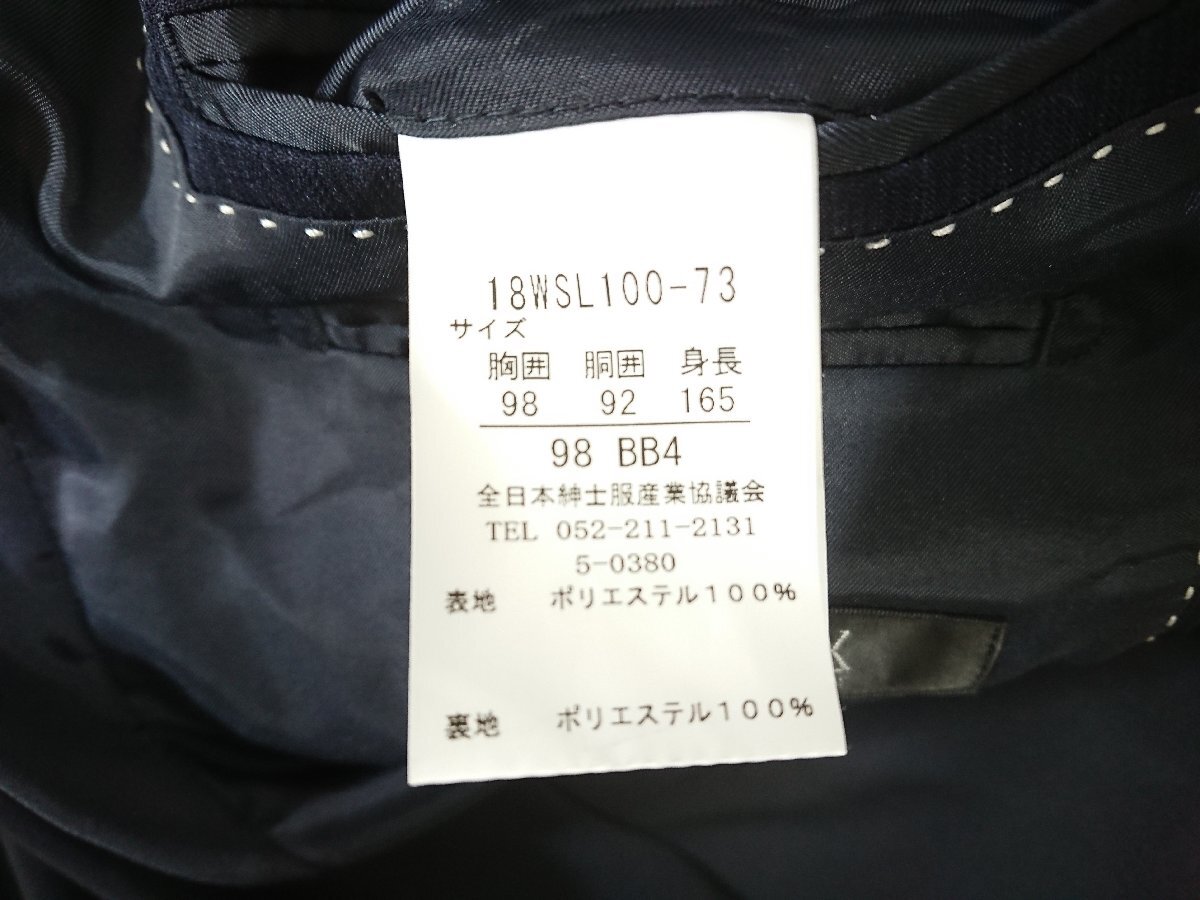 18WSL100-73
サイズ
胸囲 胴囲 身長
98 92 165
98 BB4
全日本紳士服産業協議会
TEL 052-211-2131
5-0380
表地 ポリエステル100%
裏地 ポリエステル100%